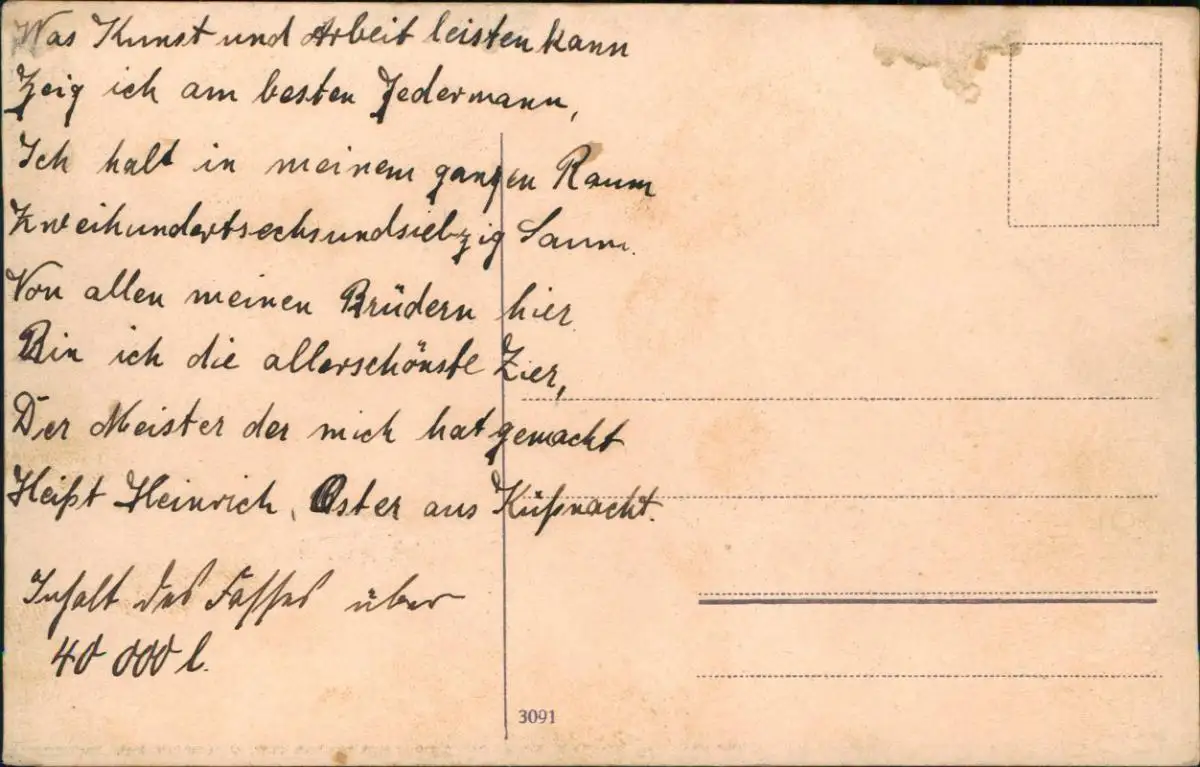 Was Kunst und Arbeit leisten kann
Zeig ich am besten Jedermann,
Ich halt in meinem ganzen Raum
Zweihundertsechsundsiebzig Saum.
Von allen meinen Brüdern hier
Bin ich die allerschönste Zier,
Der Meister der mich hat gemacht
Heißt Heinrich, Oster aus Küßnacht.
Inhalt des Fasses über
40 000 l.
3091